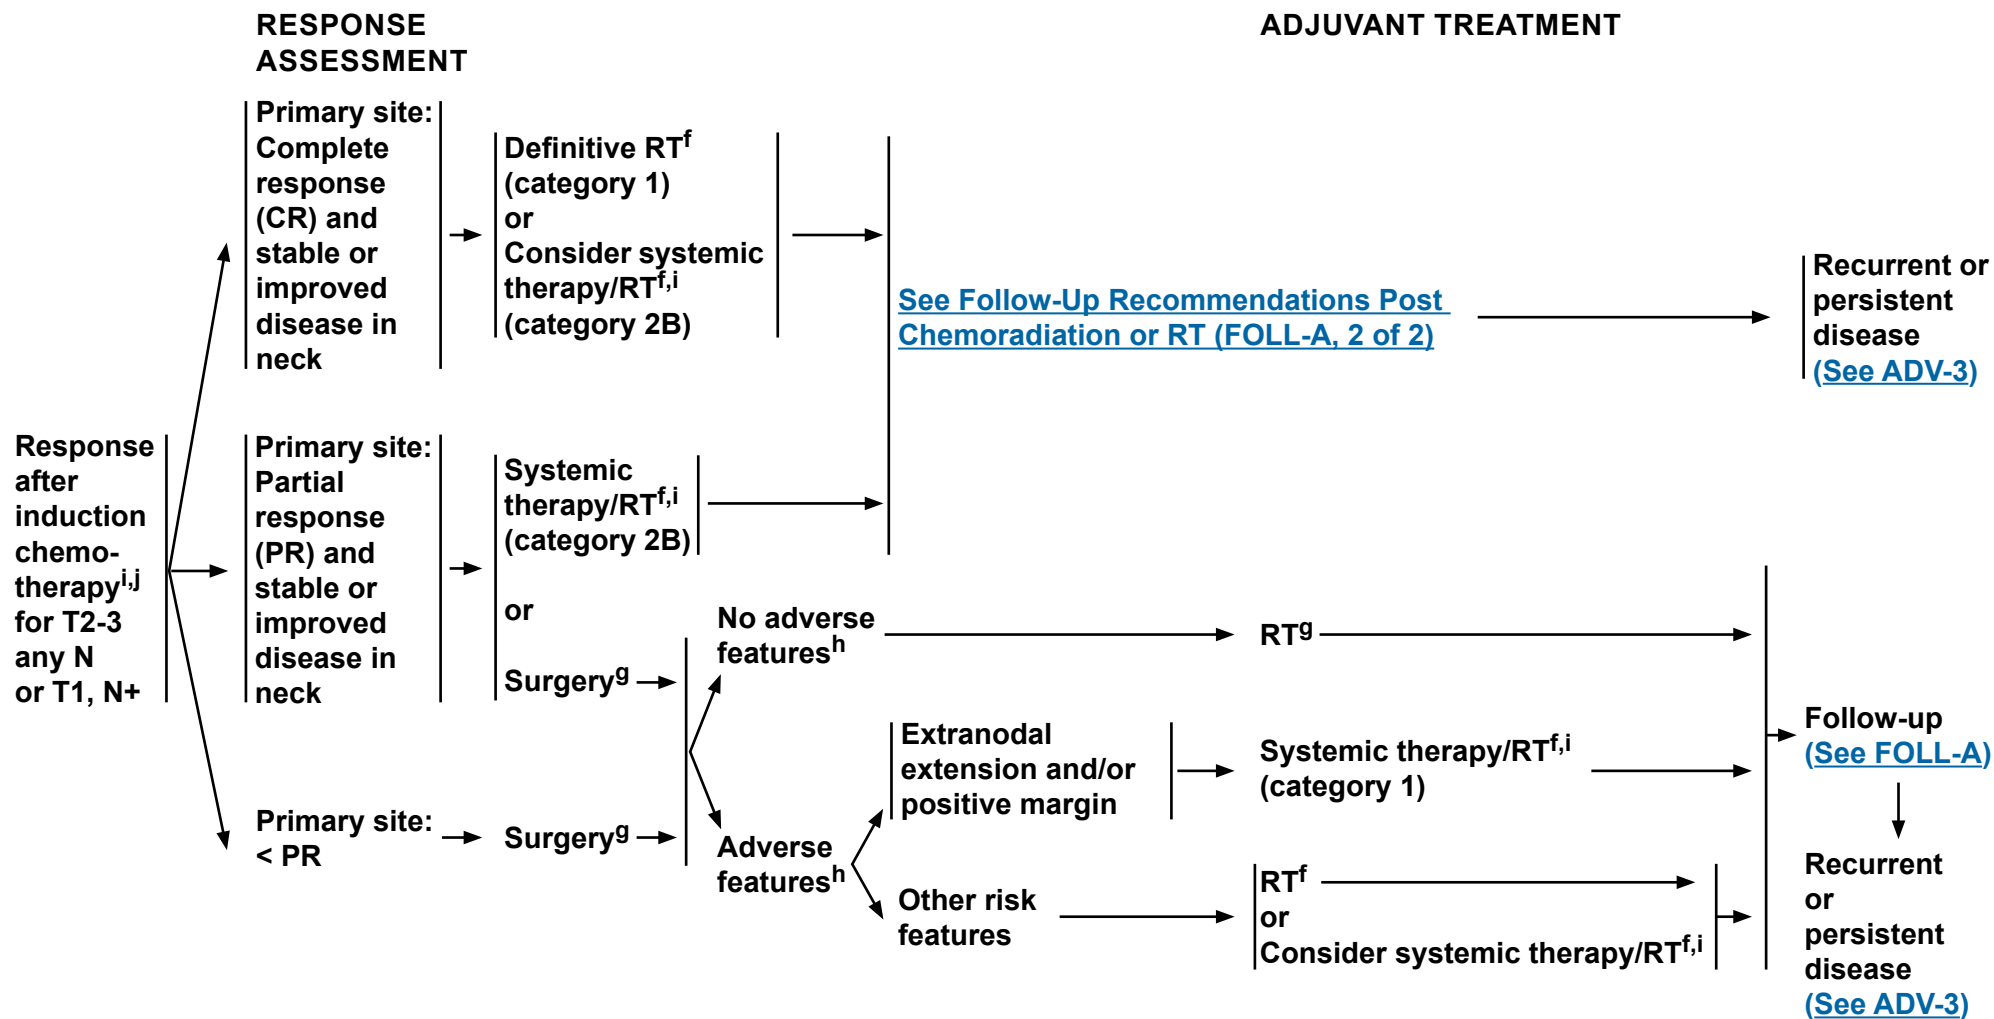 RESPONSE
ASSESSMENT
ADJUVANT TREATMENT
Response
after
induction
chemo-
therapyi,j
for T2-3
any N
or T1, N+
Primary site:
Complete
response
(CR) and
stable or
improved
disease in
neck
Definitive RTf
(category 1)
or
Consider systemic
therapy/RTf,i
(category 2B)
See Follow-Up Recommendations Post
Chemoradiation or RT (FOLL-A, 2 of 2)
Recurrent or
persistent
disease
(See ADV-3)
Primary site:
Partial
response
(PR) and
stable or
improved
disease in
neck
Systemic
therapy/RTf,i
(category 2B)
or
Surgeryg
Primary site:
< PR
Surgeryg
No adverse
featuresh
RTg
Adverse
featuresh
Extranodal
extension and/or
positive margin
Systemic therapy/RTf,i
(category 1)
Other risk
features
RTf
or
Consider systemic therapy/RTf,i
Follow-up
(See FOLL-A)
Recurrent
or
persistent
disease
(See ADV-3)